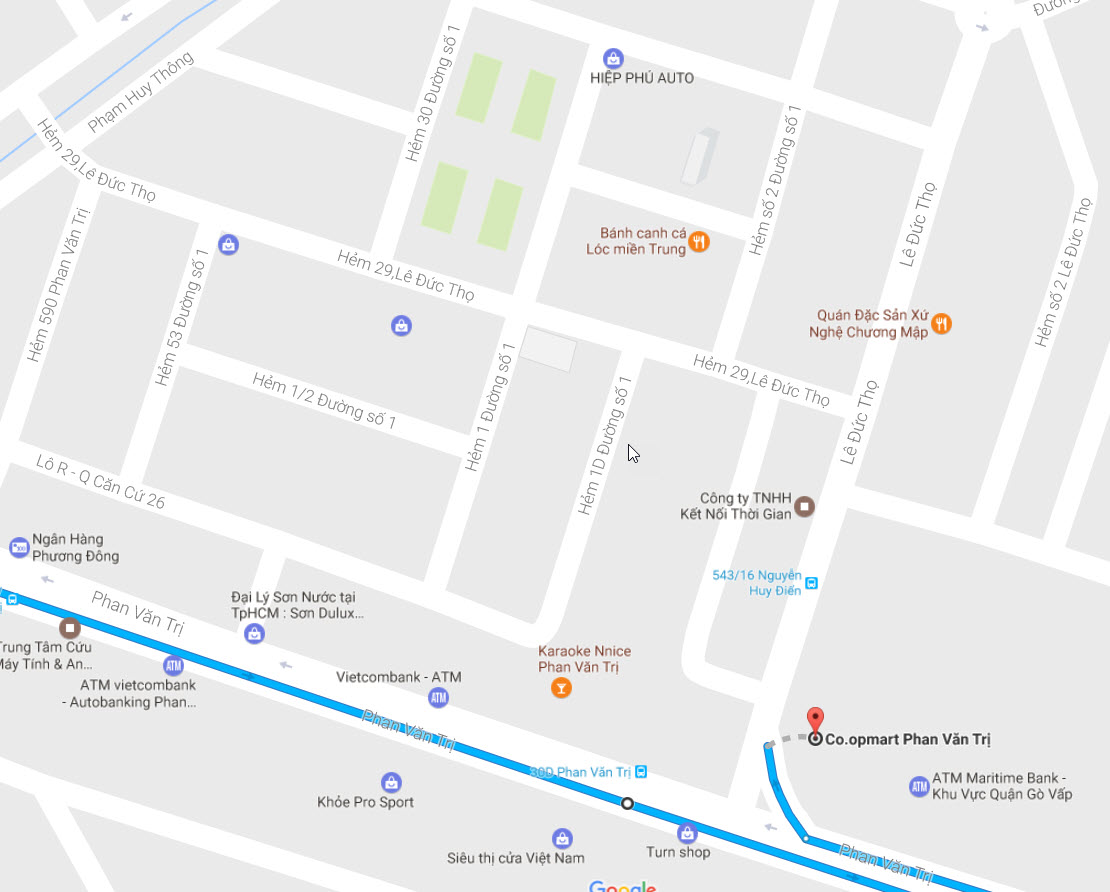 Đường
HIỆP PHÚ AUTO
Phạm Huy Thông
Hẻm 30 Đường số 1
Hẻm số 2 Đường số 1
Hẻm 29,Lê Đức Thọ
Lê Đức Thọ
Hẻm số 2 Lê Đức Thọ
Bánh canh cá
Lóc miền Trung
Hẻm 590 Phan Văn Trị
Hẻm 53 Đường số 1
Hẻm 29,Lê Đức Thọ
Quán Đặc Sản Xứ
Nghệ Chương Mập
Hẻm 1/2 Đường số 1
Hẻm 1 Đường số 1
Hẻm 1D Đường số 1
Hẻm 29,Lê Đức Thọ
Lê Đức Thọ
Lô R - Q Căn Cứ 26
Công ty TNHH
Kết Nối Thời Gian
Ngân Hàng
Phương Đông
543/16 Nguyễn
Huy Điển
Phan Văn Trị
Đại Lý Sơn Nước tại
TpHCM : Sơn Dulux...
Trung Tâm Cứu
Máy Tính & An...
ATM
ATM vietcombank
- Autobanking Phan...
Vietcombank - ATM
ATM
Karaoke Nnice
Phan Văn Trị
Phan Văn Trị
Co.opmart Phan Văn Trị
80D Phan Văn Trị
ATM
ATM Maritime Bank -
Khu Vực Quận Gò Vấp
Khỏe Pro Sport
Siêu thị cửa Việt Nam
Turn shop
Phan Văn Trị
Google